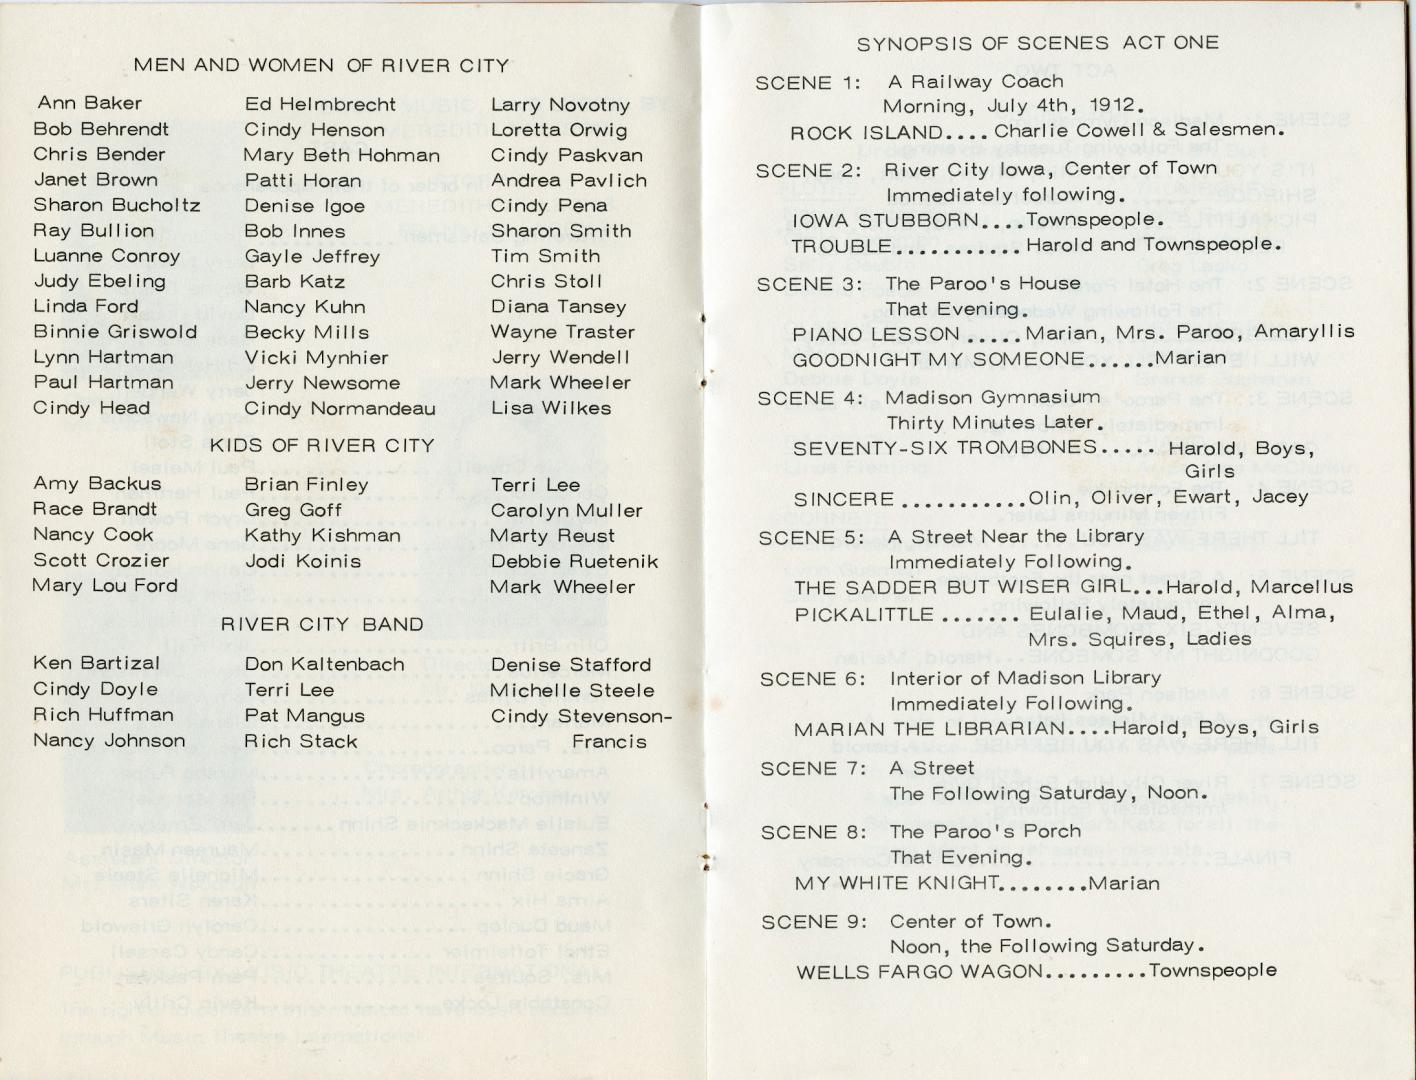 MEN AND WOMEN OF RIVER CITY
Ann Baker Ed Helmbrecht Larry Novotny
Bob Behrendt Cindy Henson Loretta Orwig
Chris Bender Mary Beth Hohman Cindy Paskvan
Janet Brown Patti Horan Andrea Pavlich
Sharon Bucholtz Denise Igoe Cindy Pena
Ray Bullion Bob Innes Sharon Smith
Luanne Conroy Gayle Jeffrey Tim Smith
Judy Ebeling Barb Katz Chris Stoll
Linda Ford Nancy Kuhn Diana Tansey
Binnie Griswold Becky Mills Wayne Traster
Lynn Hartman Vicki Mynhier Jerry Wendell
Paul Hartman Jerry Newsome Mark Wheeler
Cindy Head Cindy Normandeau Lisa Wilkes
KIDS OF RIVER CITY
Amy Backus Brian Finley Terri Lee
Race Brandt Greg Goff Carolyn Muller
Nancy Cook Kathy Kishman Marty Reust
Scott Crozier Jodi Koinis Debbie Ruetenik
Mary Lou Ford Mark Wheeler
RIVER CITY BAND
Ken Bartizal Don Kaltenbach Denise Stafford
Cindy Doyle Terri Lee Michelle Steele
Rich Huffman Pat Mangus Cindy Stevenson-
Nancy Johnson Rich Stack Francis
SYNOPSIS OF SCENES ACT ONE
SCENE 1: A Railway Coach
Morning, July 4th, 1912.
ROCK ISLAND.... Charlie Cowell & Salesmen.
SCENE 2: River City Iowa, Center of Town
Immediately following.
IOWA STUBBORN.... Townspeople.
TROUBLE ........... Harold and Townspeople.
SCENE 3: The Paroo's House
That Evening.
PIANO LESSON ..... Marian, Mrs. Paroo, Amaryllis
GOODNIGHT MY SOMEONE......Marian
SCENE 4: Madison Gymnasium
Thirty Minutes Later.
SEVENTY-SIX TROMBONES..... Harold, Boys,
Girls
SINCERE ...........Olin, Oliver, Ewart, Jacey
SCENE 5: A Street Near the Library
Immediately Following.
THE SADDER BUT WISER GIRL...Harold, Marcellus
PICKALITTLE ....... Eulalie, Maud, Ethel, Alma,
Mrs. Squires, Ladies
SCENE 6: Interior of Madison Library
Immediately Following.
MARIAN THE LIBRARIAN....Harold, Boys, Girls
SCENE 7: A Street
The Following Saturday, Noon.
SCENE 8: The Paroo's Porch
That Evening.
MY WHITE KNIGHT........Marian
SCENE 9: Center of Town.
Noon, the Following Saturday.
WELLS FARGO WAGON.........Townspeople